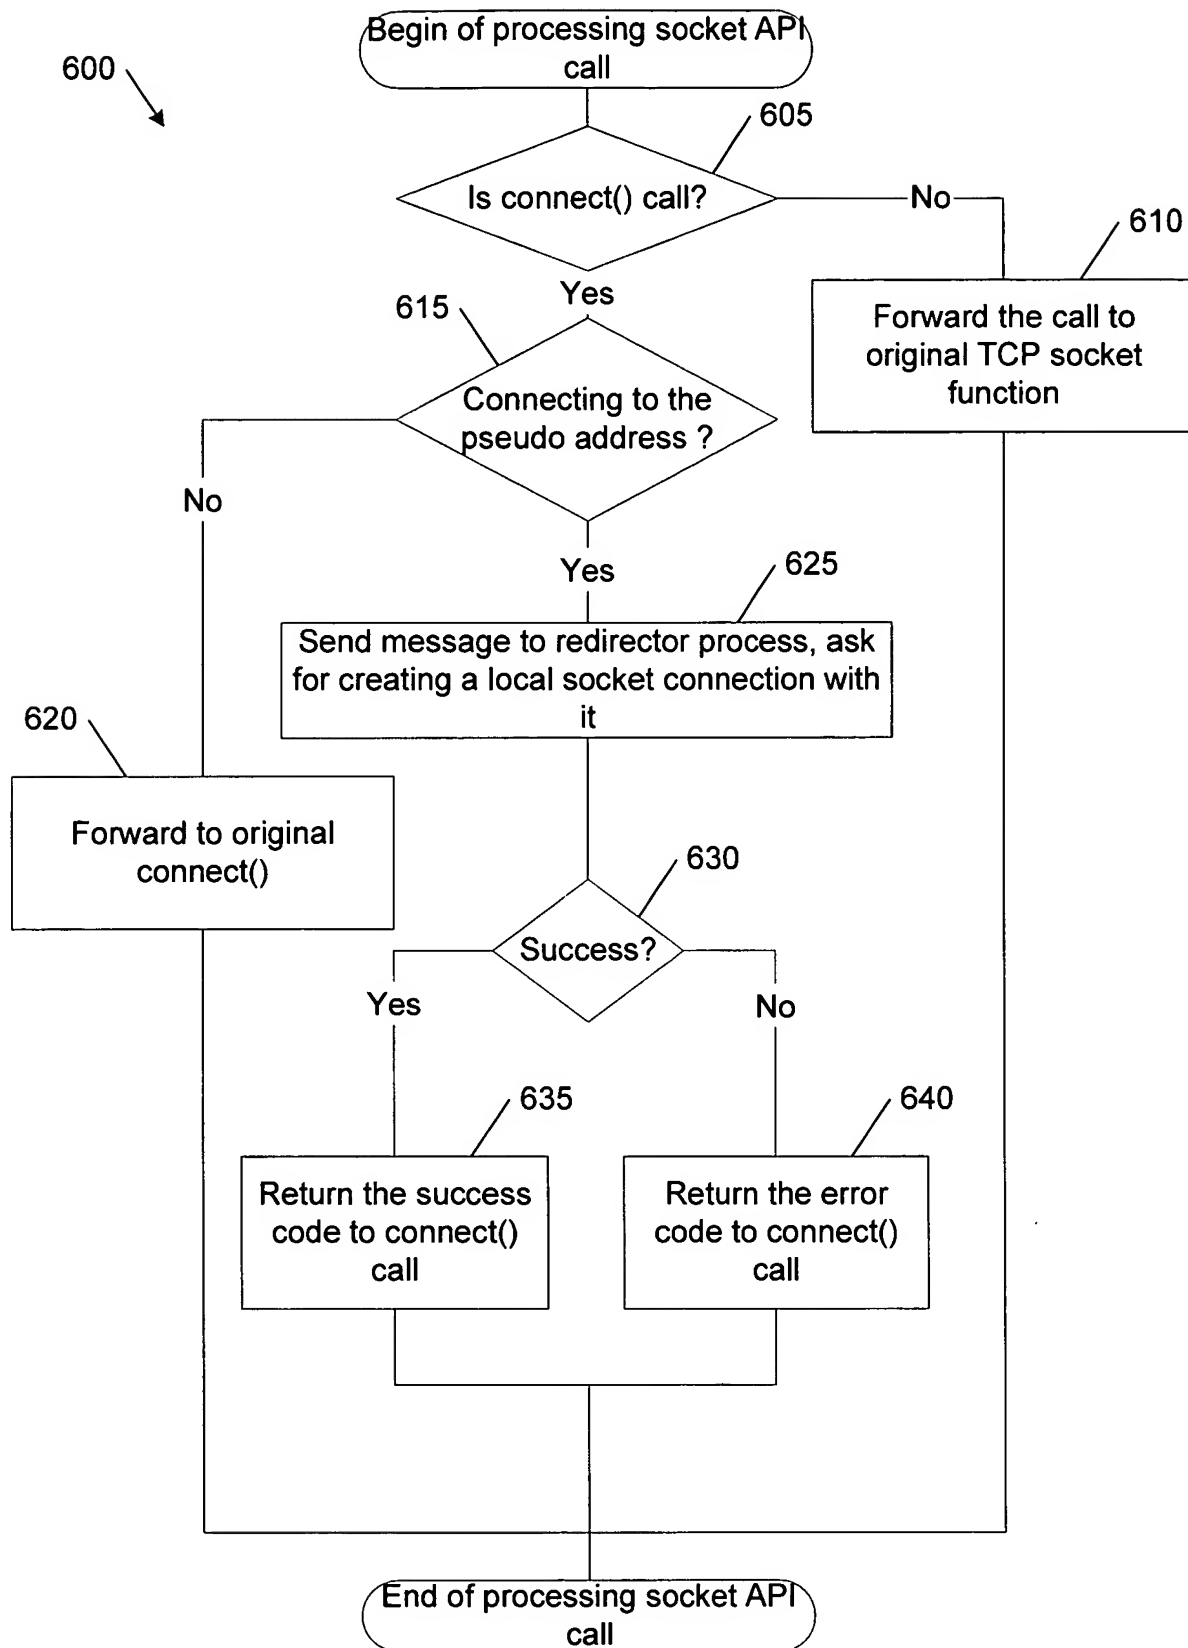 Begin of processing socket API
call
600
605
Is connect() call?
No
610
Yes
615
Forward the call to
original TCP socket
function
Connecting to the
pseudo address ?
No
Yes
625
Send message to redirector process, ask
for creating a local socket connection with
it
620
Forward to original
connect()
630
Success?
Yes
No
635
640
Return the success
code to connect()
call
Return the error
code to connect()
call
End of processing socket API
call